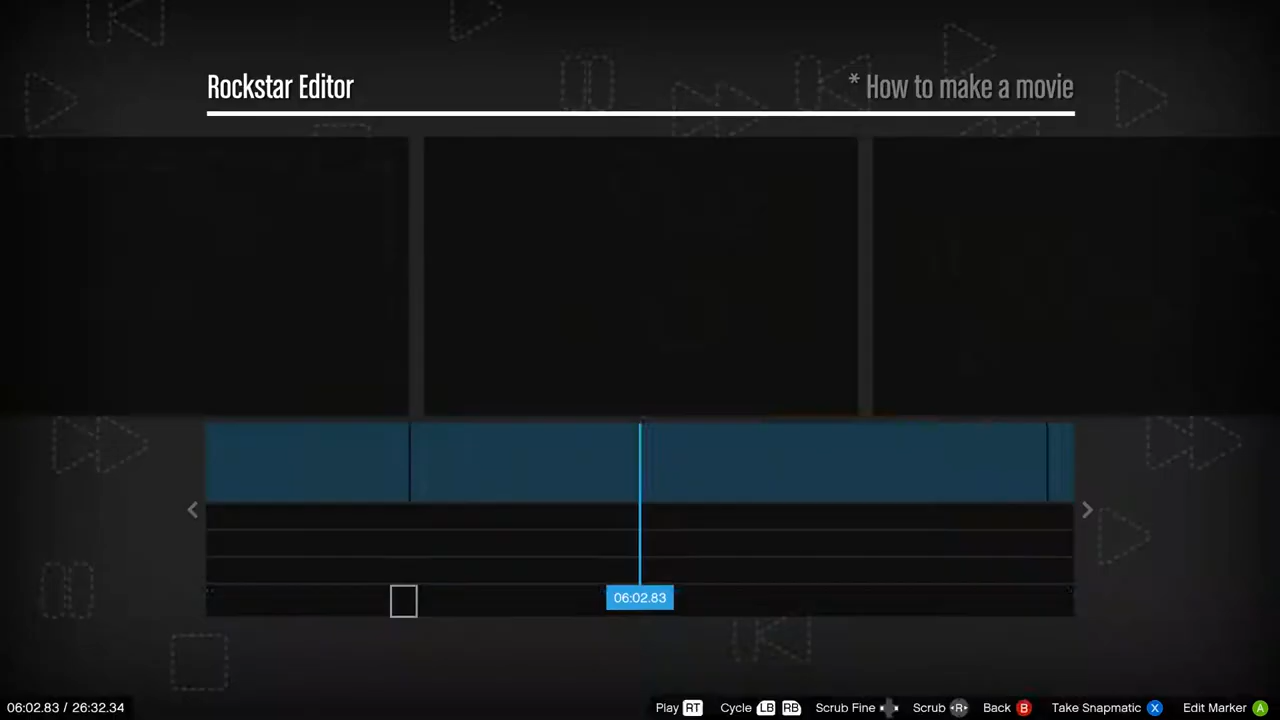 Rockstar Editor
* How to make a movie
06:02.83
06:02.83 / 26:32.34
Play RT Cycle LB RB Scrub Fine Scrub R Back B Take Snapmatic X Edit Marker A